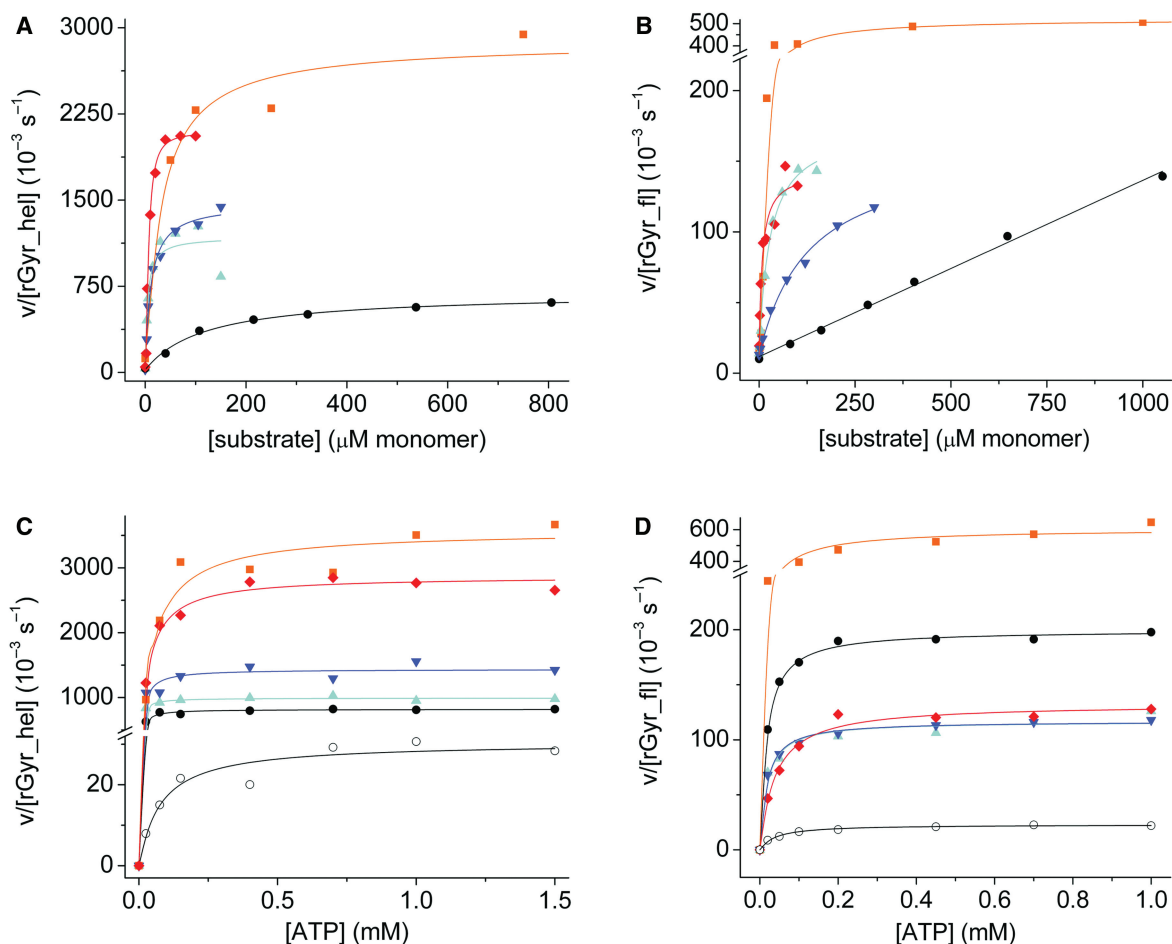 A
v/[rGyr_hel] (10⁻³ s⁻¹)
3000
2250
1500
750
0
0 200 400 600 800
[substrate] (μM monomer)
B
v/[rGyr_fl] (10⁻³ s⁻¹)
500
400
200
100
0
0 250 500 750 1000
[substrate] (μM monomer)
C
v/[rGyr_hel] (10⁻³ s⁻¹)
3000
2000
1000
20
0
0.0 0.5 1.0 1.5
[ATP] (mM)
D
v/[rGyr_fl] (10⁻³ s⁻¹)
600
400
200
100
0
0.0 0.2 0.4 0.6 0.8 1.0
[ATP] (mM)